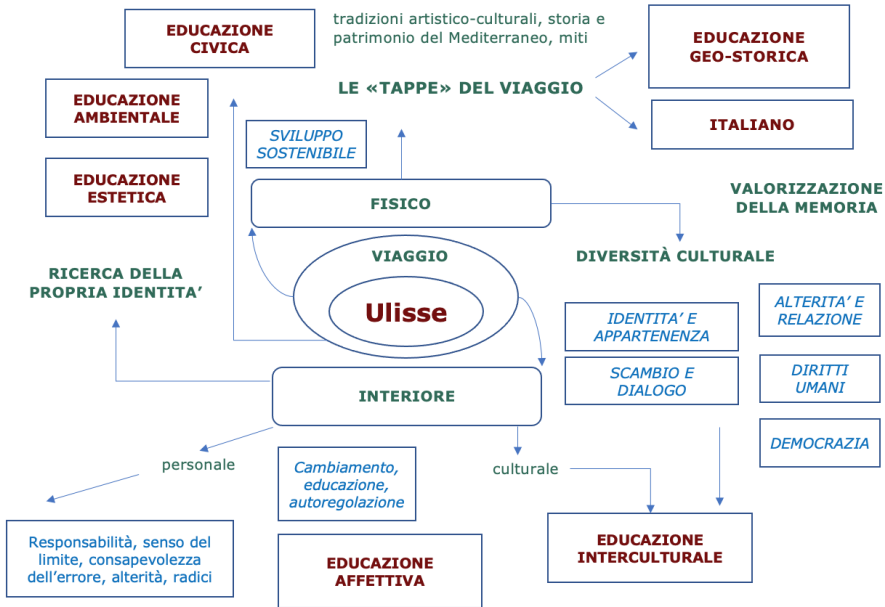 EDUCAZIONE
CIVICA
tradizioni artistico-culturali, storia e
patrimonio del Mediterraneo, miti
EDUCAZIONE
GEO-STORICA
LE «TAPPE» DEL VIAGGIO
EDUCAZIONE
AMBIENTALE
ITALIANO
SVILUPPO
SOSTENIBILE
EDUCAZIONE
ESTETICA
FISICO
VALORIZZAZIONE
DELLA MEMORIA
VIAGGIO
DIVERSITÀ CULTURALE
RICERCA DELLA
PROPRIA IDENTITA’
Ulisse
IDENTITA’ E
APPARTENENZA
ALTERITA’ E
RELAZIONE
SCAMBIO E
DIALOGO
DIRITTI
UMANI
INTERIORE
DEMOCRAZIA
personale
Cambiamento,
educazione,
autoregolazione
culturale
Responsabilità, senso del
limite, consapevolezza
dell’errore, alterità, radici
EDUCAZIONE
AFFETTIVA
EDUCAZIONE
INTERCULTURALE